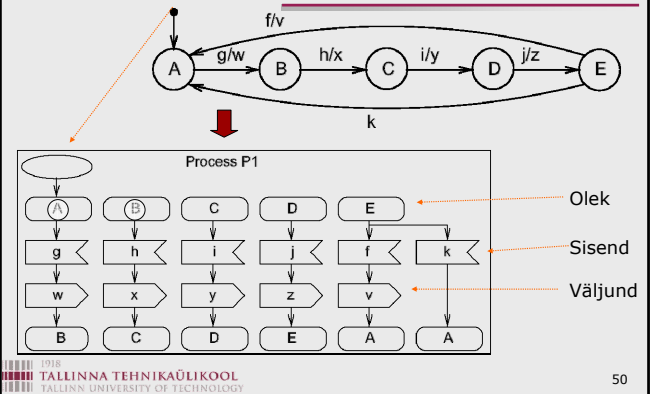 f/v
g/w h/x i/y j/z
A B C D E
k
Process P1
A B C D E
Olek
g h i j f k
Sisend
w x y z v
Väljund
B C D E A A
1918
TALLINNA TEHNIKAÜLIKOOL
TALLINN UNIVERSITY OF TECHNOLOGY
50